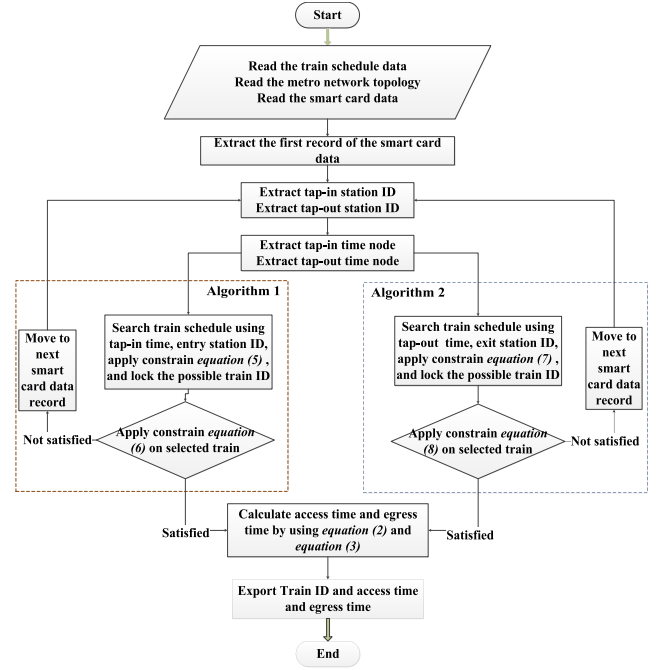 Start
Read the train schedule data
Read the metro network topology
Read the smart card data
Extract the first record of the smart card
data
Extract tap-in station ID
Extract tap-out station ID
Extract tap-in time node
Extract tap-out time node
Algorithm 1
Search train schedule using
tap-in time, entry station ID,
apply constrain equation (5) ,
and lock the possible train ID
Move to
next
smart
card data
record
Not satisfied
Apply constrain equation
(6) on selected train
Algorithm 2
Search train schedule using
tap-out time, exit station ID,
apply constrain equation (7) ,
and lock the possible train ID
Move to
next
smart
card data
record
Not satisfied
Apply constrain equation
(8) on selected train
Satisfied
Satisfied
Calculate access time and egress
time by using equation (2) and
equation (3)
Export Train ID and access time
and egress time
End